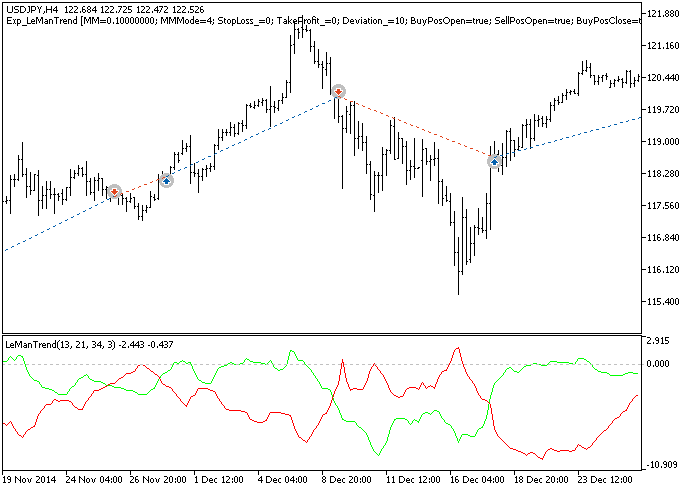 USDJPY,H4 122.684 122.725 122.472 122.526
Exp_LeManTrend [MM=0.10000000; MMMode=4; StopLoss_=0; TakeProfit_=0; Deviation_=10; BuyPosOpen=true; SellPosOpen=true; BuyPosClose=t
121.880
121.160
120.440
119.720
119.000
118.280
117.560
116.840
116.120
115.400
LeManTrend(13, 21, 34, 3) -2.443 -0.437
2.915
0.000
-10.909
19 Nov 2014
24 Nov 04:00
26 Nov 20:00
1 Dec 12:00
4 Dec 04:00
8 Dec 20:00
11 Dec 12:00
16 Dec 04:00
18 Dec 20:00
23 Dec 12:00